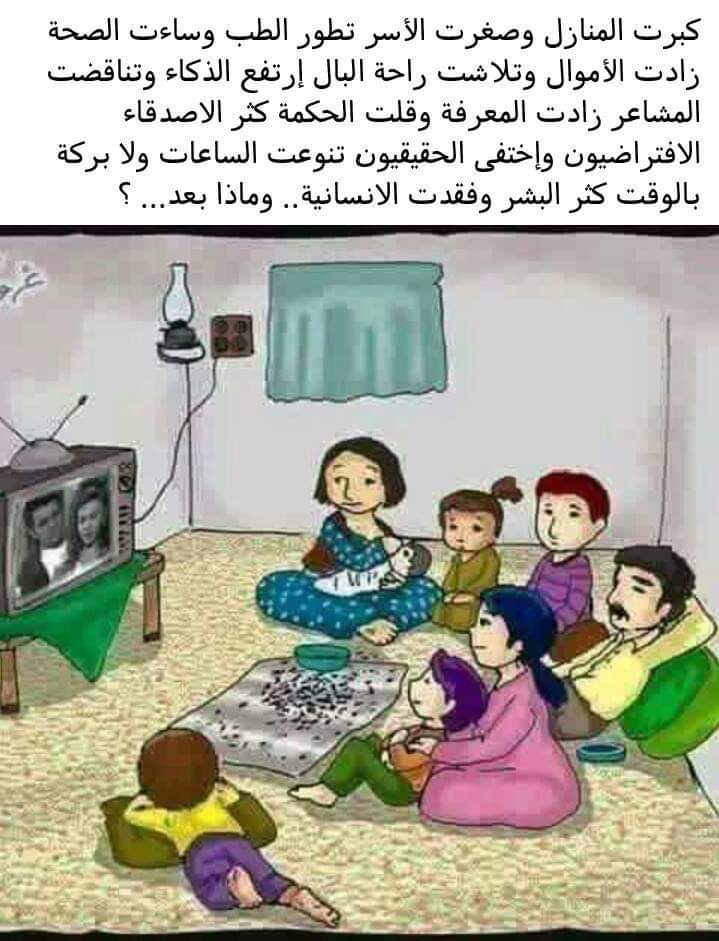 كبرت المنازل وصغرت الأسر تطور الطب وساءت الصحة
زادت الأموال وتلاشت راحة البال إرتفع الذكاء وتناقضت
المشاعر زادت المعرفة وقلت الحكمة كثر الاصدقاء
الافتراضيون وإختفى الحقيقيون تنوعت الساعات ولا بركة
بالوقت كثر البشر وفقدت الانسانية.. وماذا بعد... ؟